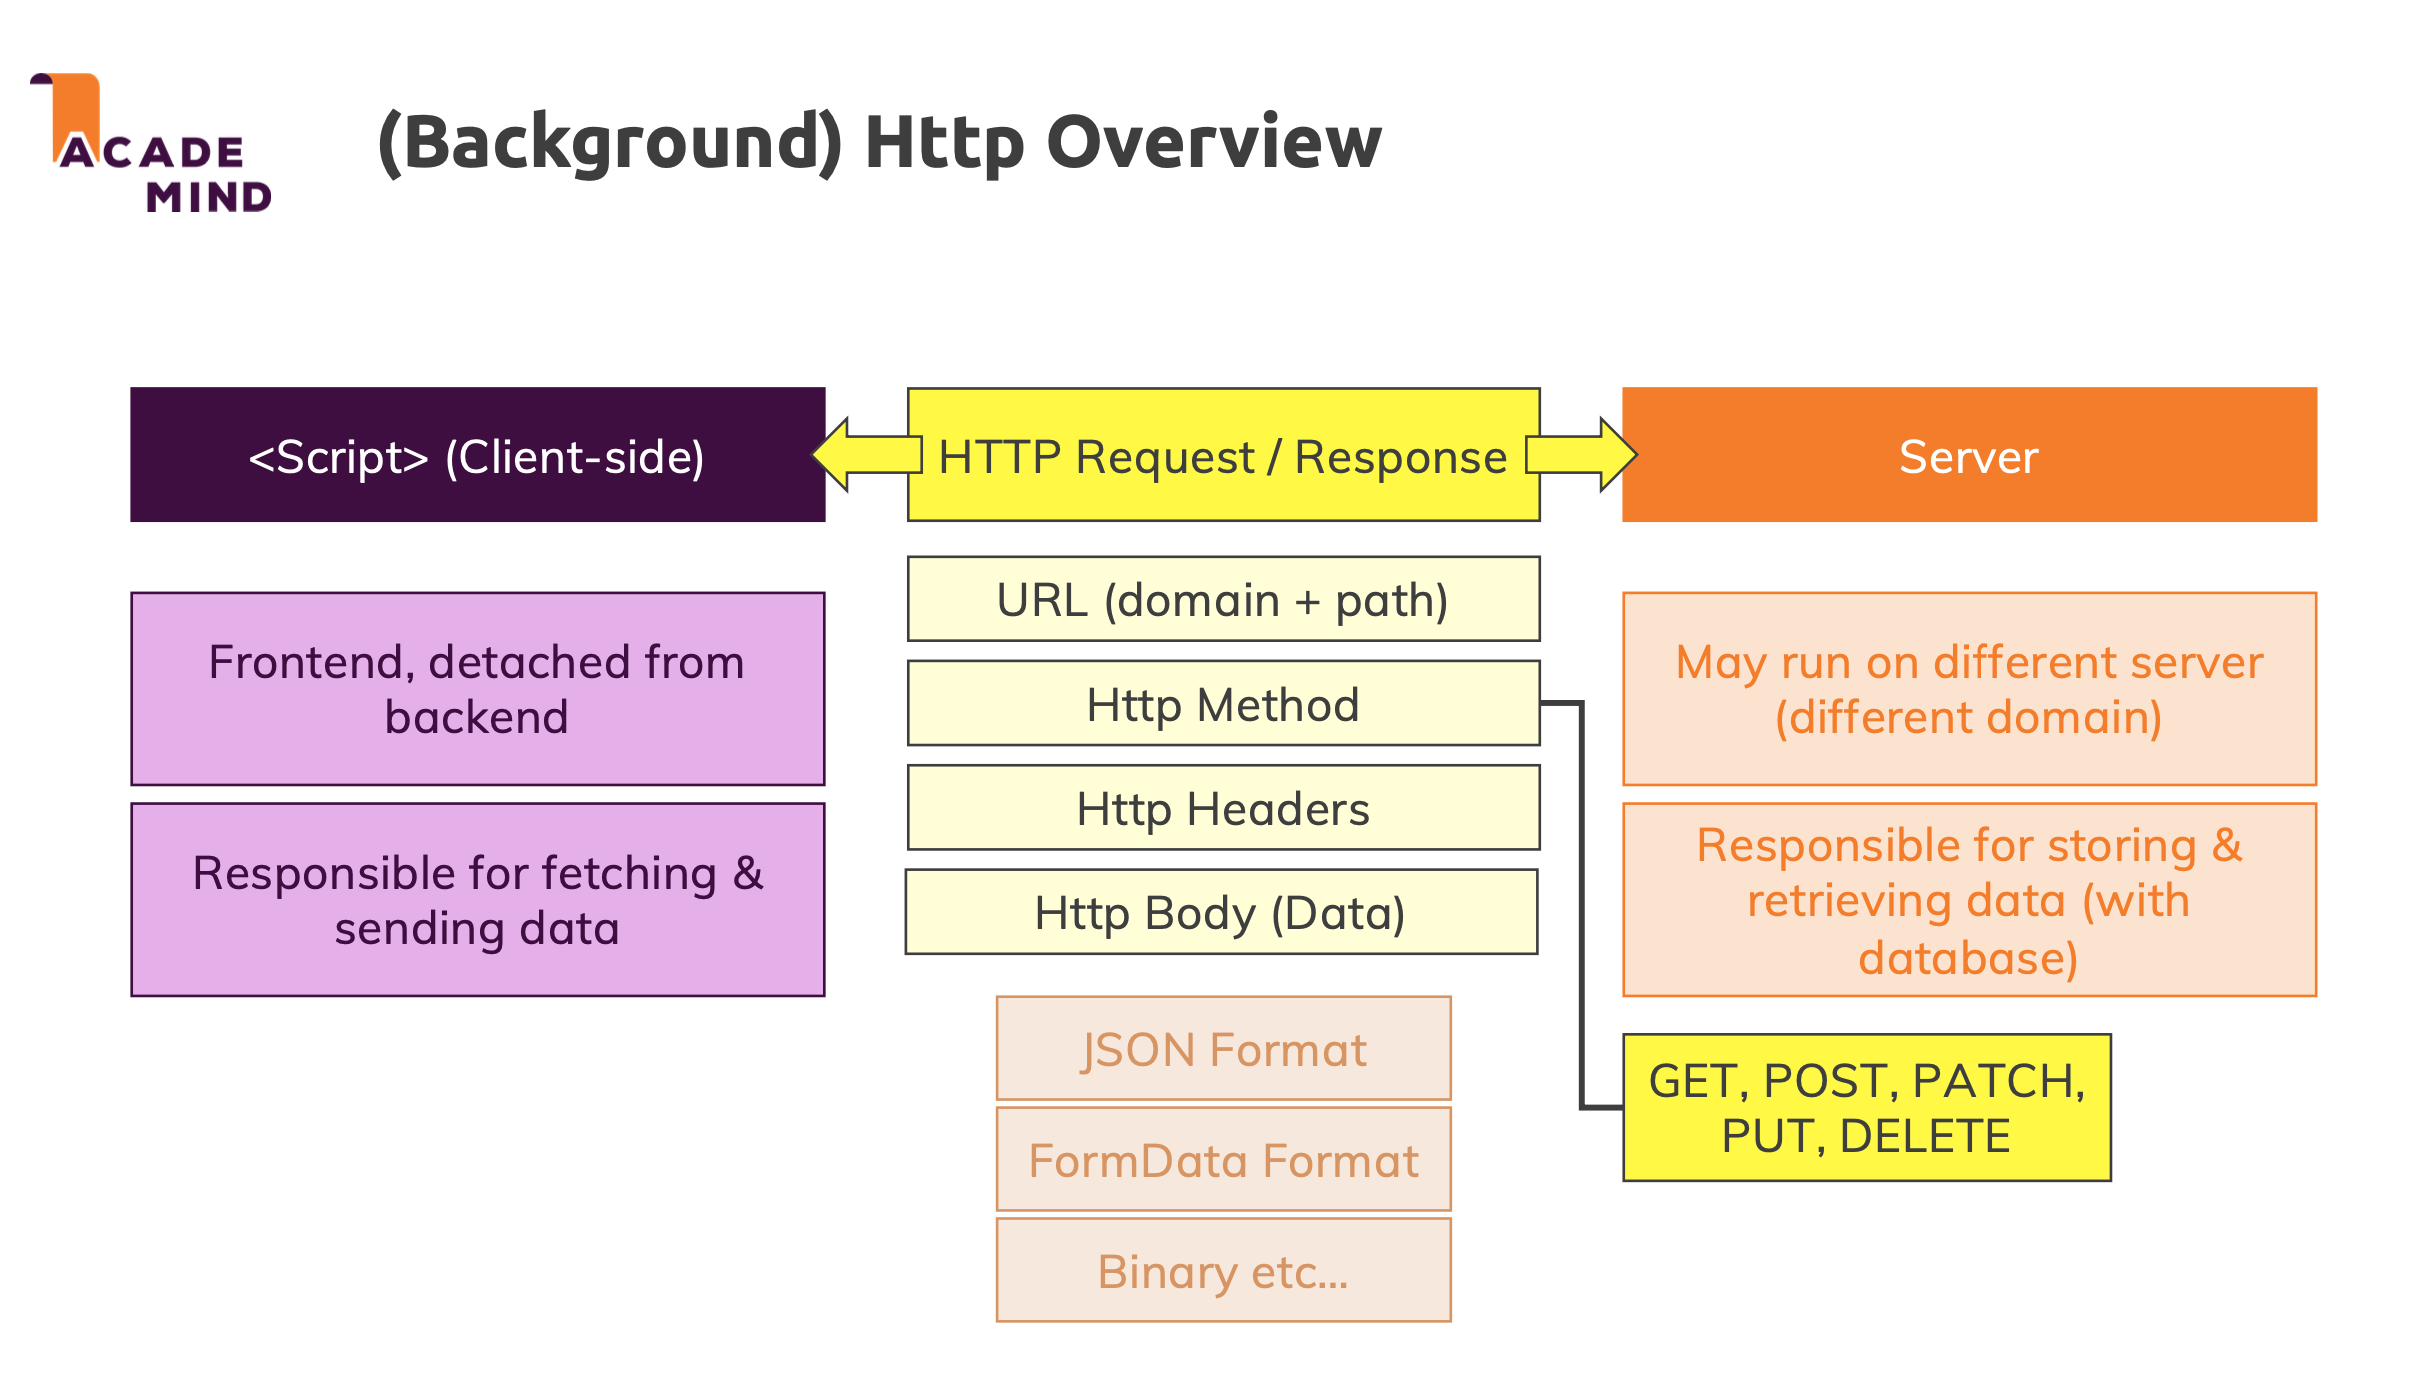 ACADE
MIND
(Background) Http Overview
<Script> (Client-side)
HTTP Request / Response
Server
Frontend, detached from
backend
Responsible for fetching &
sending data
URL (domain + path)
Http Method
Http Headers
Http Body (Data)
JSON Format
FormData Format
Binary etc...
May run on different server
(different domain)
Responsible for storing &
retrieving data (with
database)
GET, POST, PATCH,
PUT, DELETE